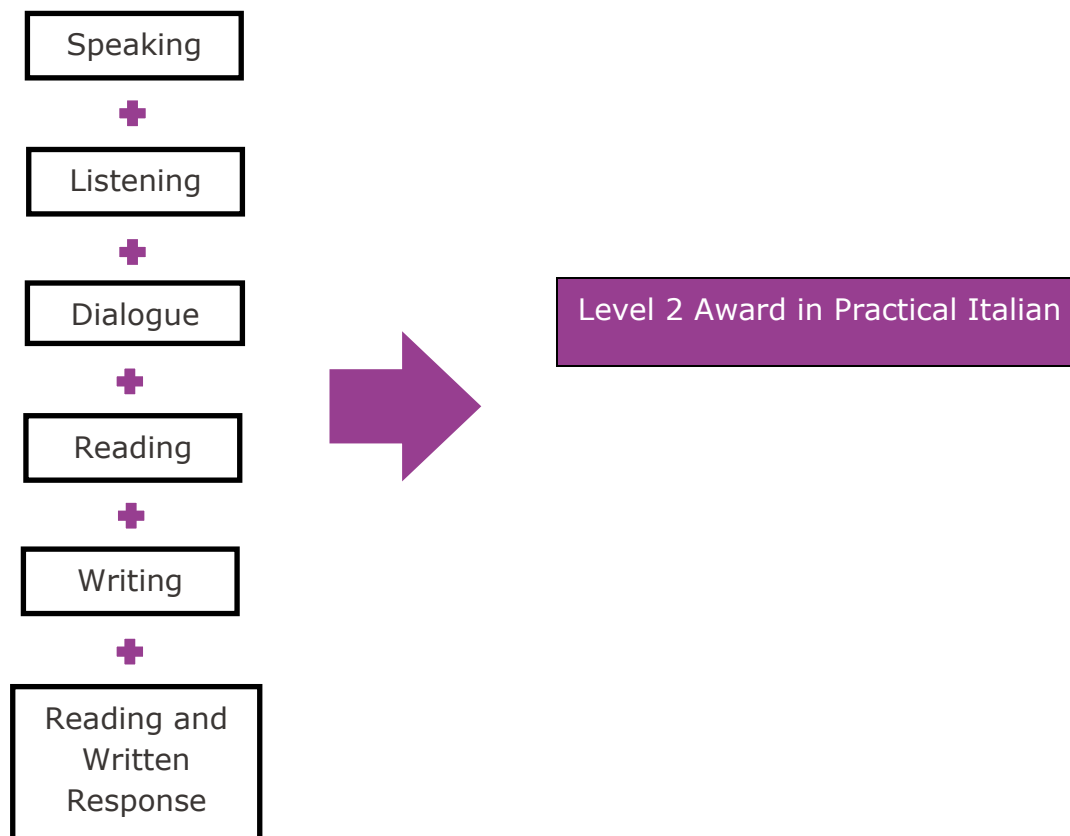 Speaking
Listening
Dialogue
Reading
Writing
Reading and
Written
Response
Level 2 Award in Practical Italian